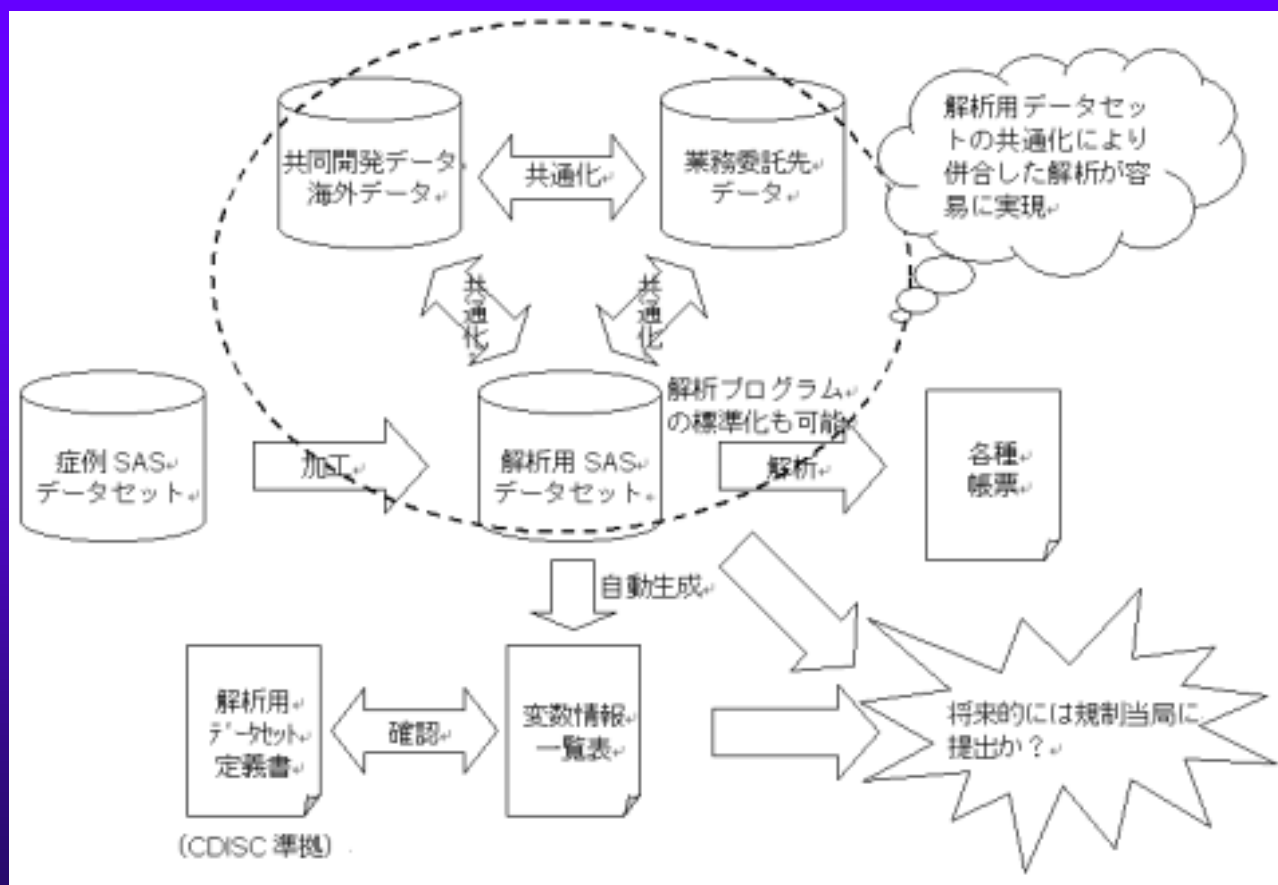 共同開発データ
海外データ
共通化
業務委託先
データ
解析用データセッ
トの共通化により
併合した解析が容
易に実現
共通化
共通化
症例 SAS
データセット
加工
解析用 SAS
データセット
解析プログラム
の標準化も可能
解析
各種
帳票
自動生成
解析用
ﾃﾞｰﾀｾｯﾄ
定義書
確認
変数情報
一覧表
将来的には規制当局に
提出か？
(CDISC 準拠)